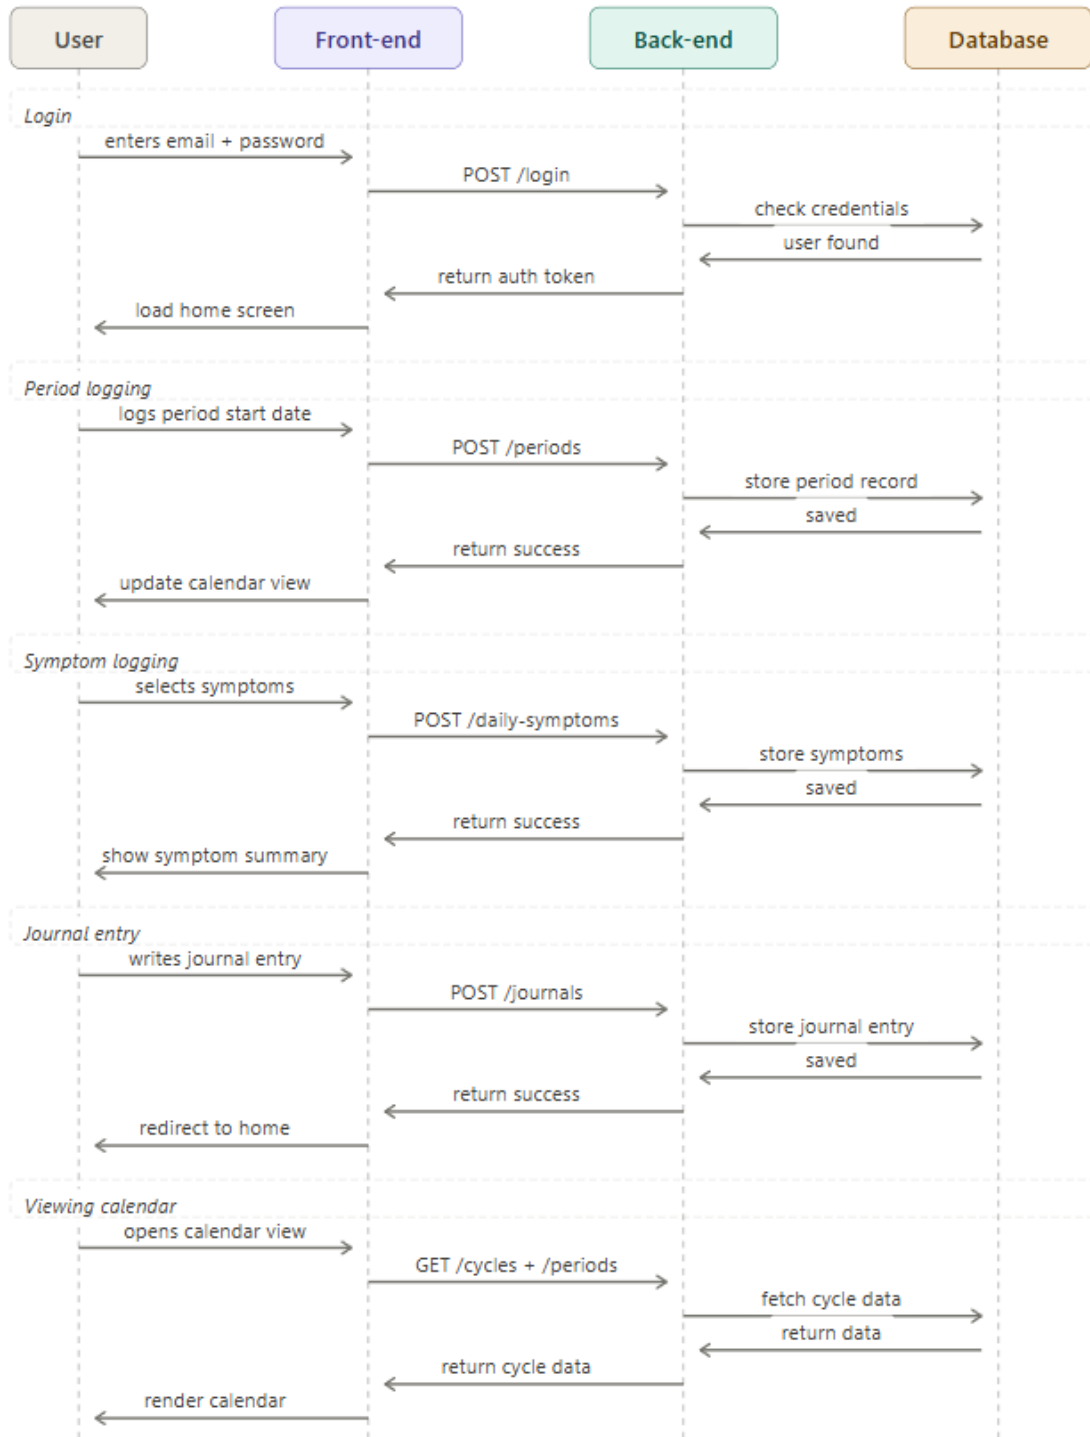 User Front-end Back-end Database
Login
enters email + password
POST /login
check credentials
user found
return auth token
load home screen
Period logging
logs period start date
POST /periods
store period record
saved
return success
update calendar view
Symptom logging
selects symptoms
POST /daily-symptoms
store symptoms
saved
return success
show symptom summary
Journal entry
writes journal entry
POST /journals
store journal entry
saved
return success
redirect to home
Viewing calendar
opens calendar view
GET /cycles + /periods
fetch cycle data
return data
return cycle data
render calendar